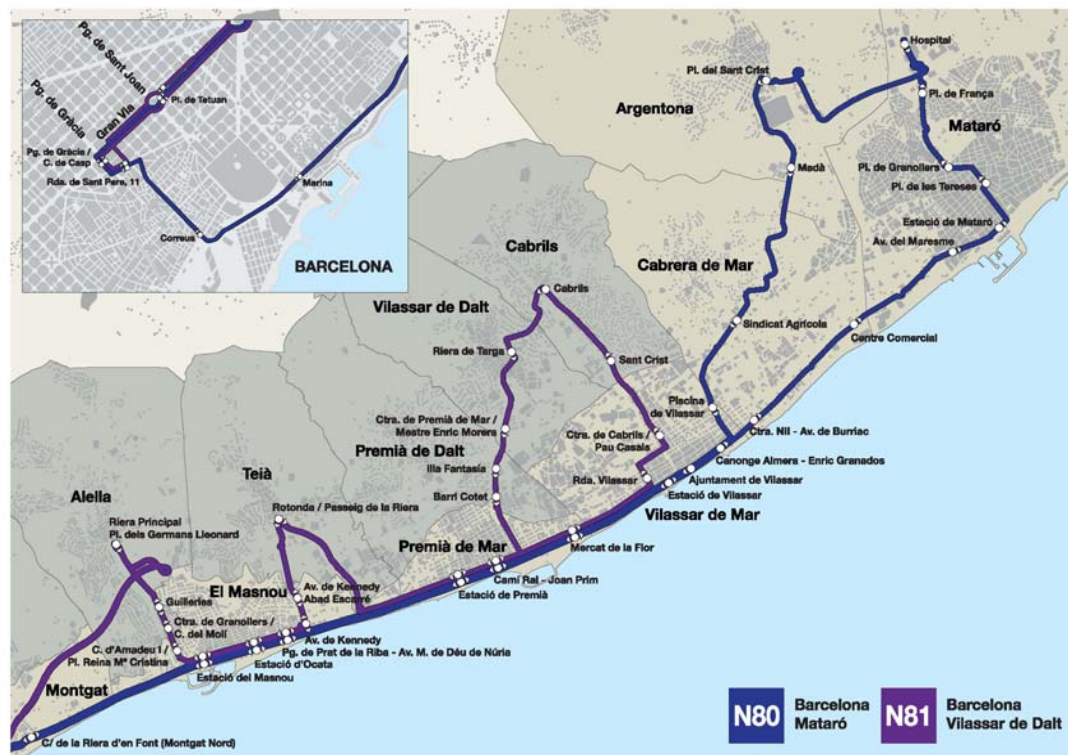 Pg. de Sant Joan
Pg. de Gràcia
Gran Via
Pl. de Tetuan
Pg. de Gràcia /
C. de Casp
Rda. de Sant Pere, 11
Marina
Correus
BARCELONA
Hospital
Pl. del Sant Crist
Argentona
Pl. de França
Mataró
Madà
Pl. de Granollers
Pl. de les Tereses
Estació de Mataró
Av. del Maresme
Cabrils
Cabrera de Mar
Cabrils
Vilassar de Dalt
Sindicat Agrícola
Centre Comercial
Riera de Targa
Sant Crist
Piscina
de Vilassar
Ctra. de Premià de Mar /
Mestre Enric Morera
Ctra. NII - Av. de Burriac
Ctra. de Cabrils /
Pau Casals
Premià de Dalt
Canonge Almera - Enric Granados
Illa Fantasía
Teià
Rda. Vilassar
Ajuntament de Vilassar
Alella
Estació de Vilassar
Barri Cotet
Rotonda / Passeig de la Riera
Vilassar de Mar
Riera Principal
Pl. dels Germans Lleonard
Mercat de la Flor
Premià de Mar
Camí Ral - Joan Prim
El Masnou
Av. de Kennedy
Abad Escarré
Estació de Premià
Guilleries
Ctra. de Granollers /
C. del Molí
Av. de Kennedy
C. d'Amadeu I /
Pl. Reina Mª Cristina
Pg. de Prat de la Riba - Av. M. de Déu de Núria
Estació d'Ocata
Estació del Masnou
Montgat
N80
Barcelona
Mataró
N81
Barcelona
Vilassar de Dalt
C/ de la Riera d'en Font (Montgat Nord)